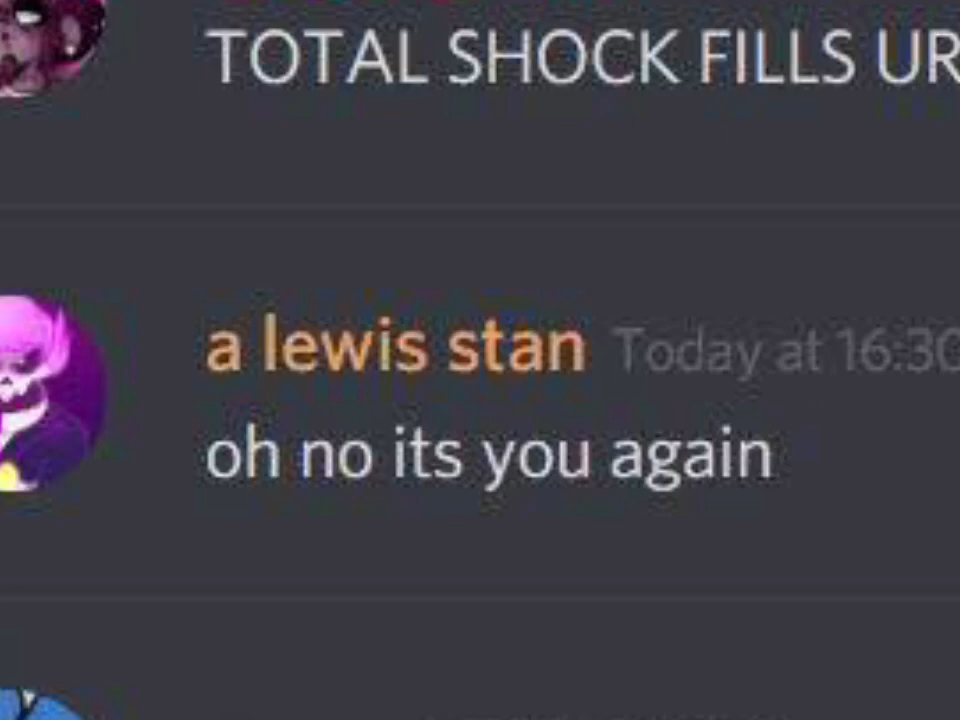 TOTAL SHOCK FILLS UR
a lewis stan Today at 16:30
oh no its you again